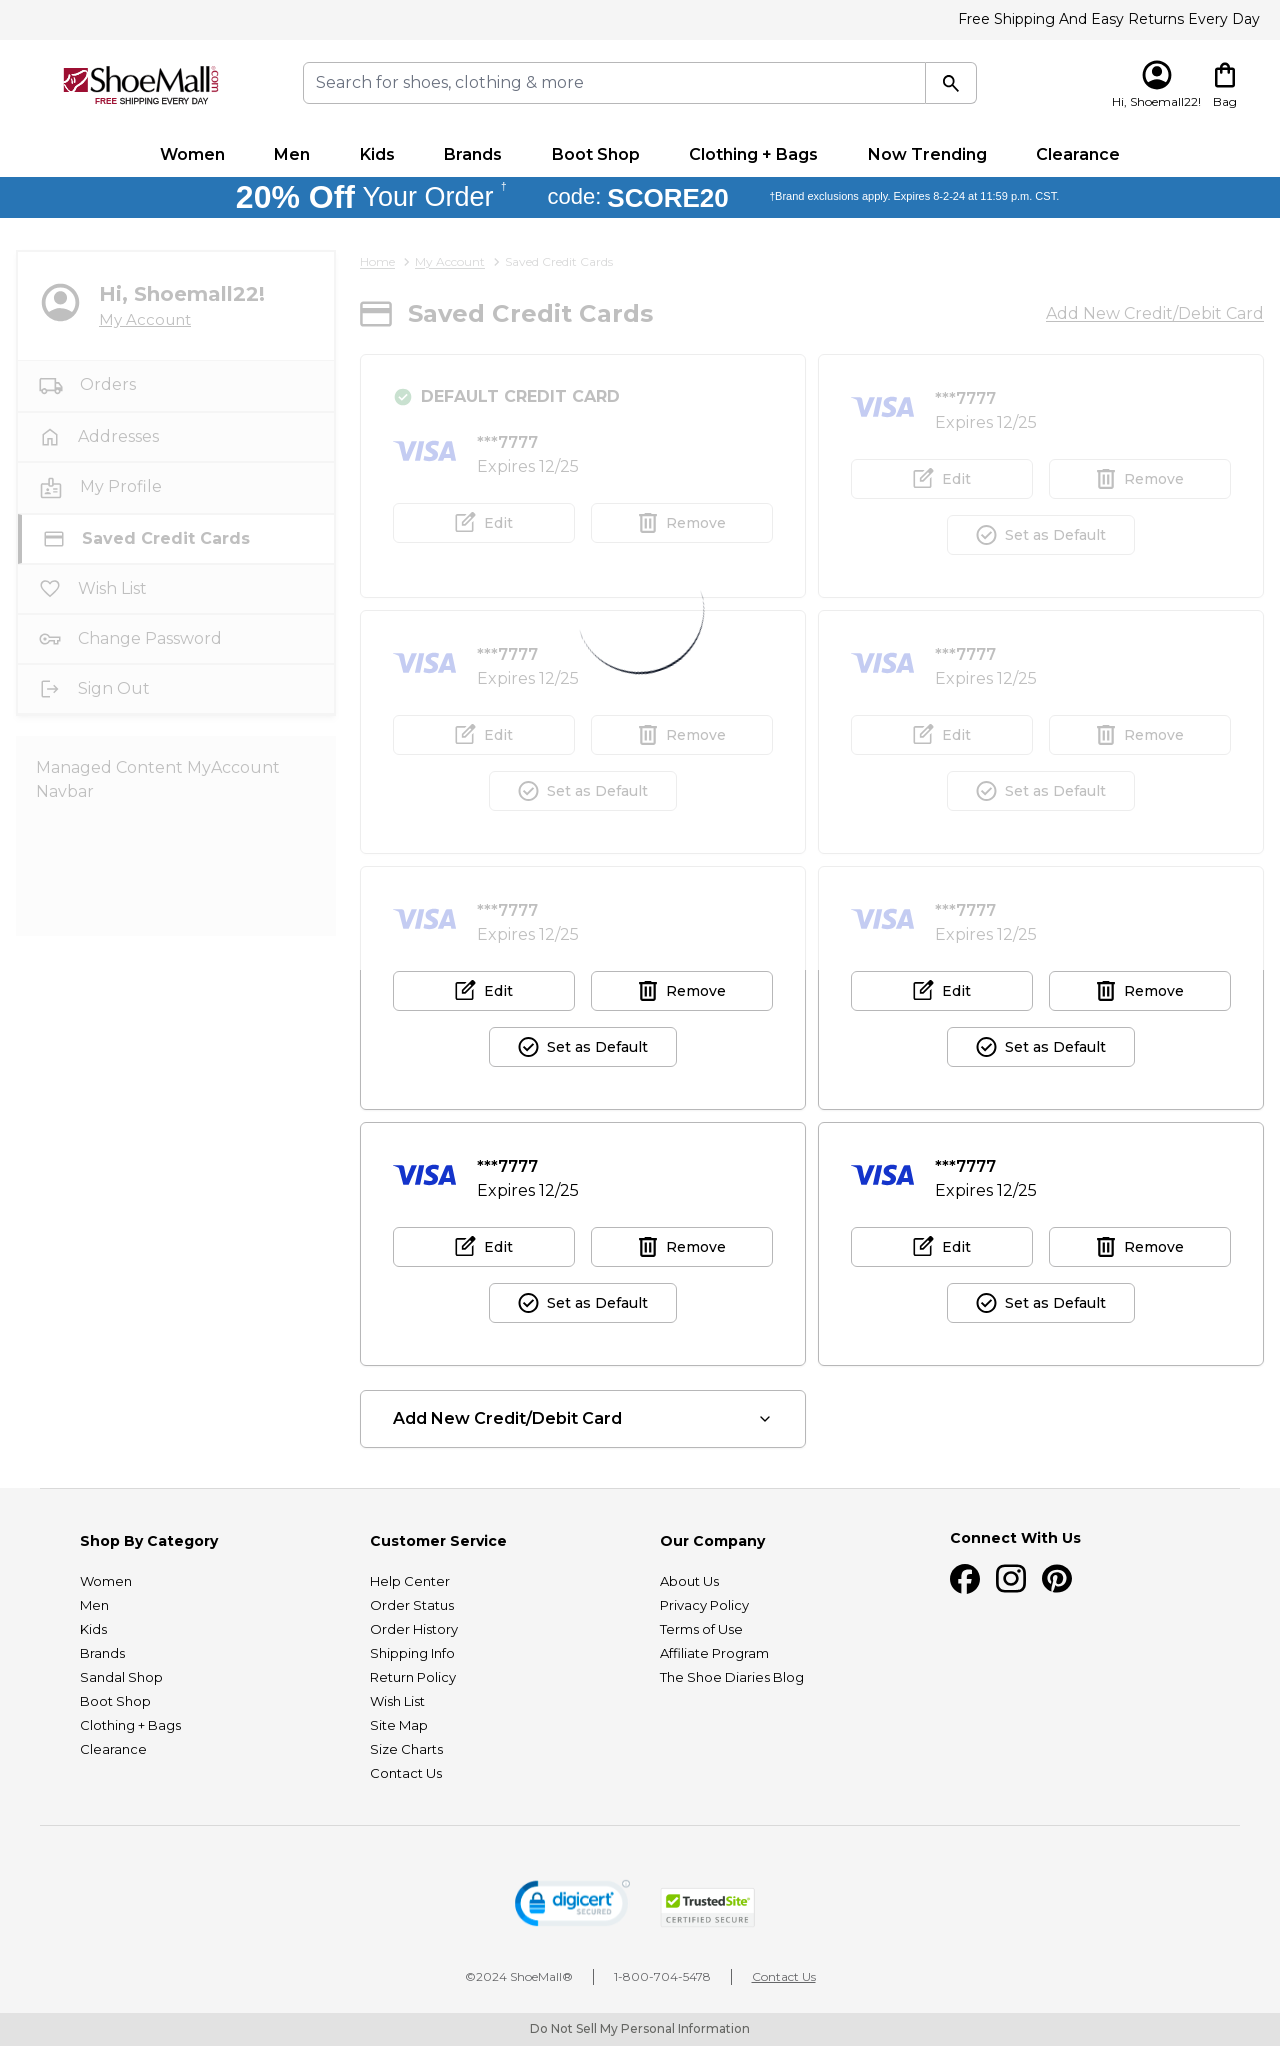 Free Shipping And Easy Returns Every Day
ShoeMall®.com
FREE SHIPPING EVERY DAY
Search for shoes, clothing & more
Hi, Shoemall22!
Bag
Women Men Kids Brands Boot Shop Clothing + Bags Now Trending Clearance
20% Off Your Order † code: SCORE20 †Brand exclusions apply. Expires 8-2-24 at 11:59 p.m. CST.
Hi, Shoemall22!
My Account
Orders
Addresses
My Profile
Saved Credit Cards
Wish List
Change Password
Sign Out
Managed Content MyAccount
Navbar
Home > My Account > Saved Credit Cards
Saved Credit Cards
Add New Credit/Debit Card
DEFAULT CREDIT CARD
VISA ***7777
Expires 12/25
Edit Remove
VISA ***7777
Expires 12/25
Edit Remove
Set as Default
VISA ***7777
Expires 12/25
Edit Remove
Set as Default
VISA ***7777
Expires 12/25
Edit Remove
Set as Default
VISA ***7777
Expires 12/25
Edit Remove
Set as Default
VISA ***7777
Expires 12/25
Edit Remove
Set as Default
VISA ***7777
Expires 12/25
Edit Remove
Set as Default
VISA ***7777
Expires 12/25
Edit Remove
Set as Default
Add New Credit/Debit Card
Shop By Category
Women
Men
Kids
Brands
Sandal Shop
Boot Shop
Clothing + Bags
Clearance
Customer Service
Help Center
Order Status
Order History
Shipping Info
Return Policy
Wish List
Site Map
Size Charts
Contact Us
Our Company
About Us
Privacy Policy
Terms of Use
Affiliate Program
The Shoe Diaries Blog
Connect With Us
digicert
SECURED
TrustedSite
CERTIFIED SECURE
©2024 ShoeMall® 1-800-704-5478 Contact Us
Do Not Sell My Personal Information